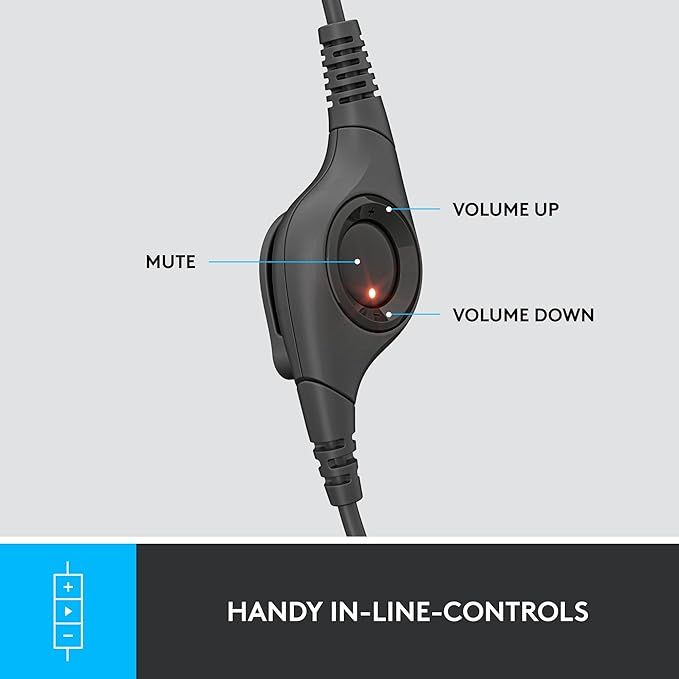 +
VOLUME UP
MUTE
VOLUME DOWN
HANDY IN-LINE-CONTROLS
+
−